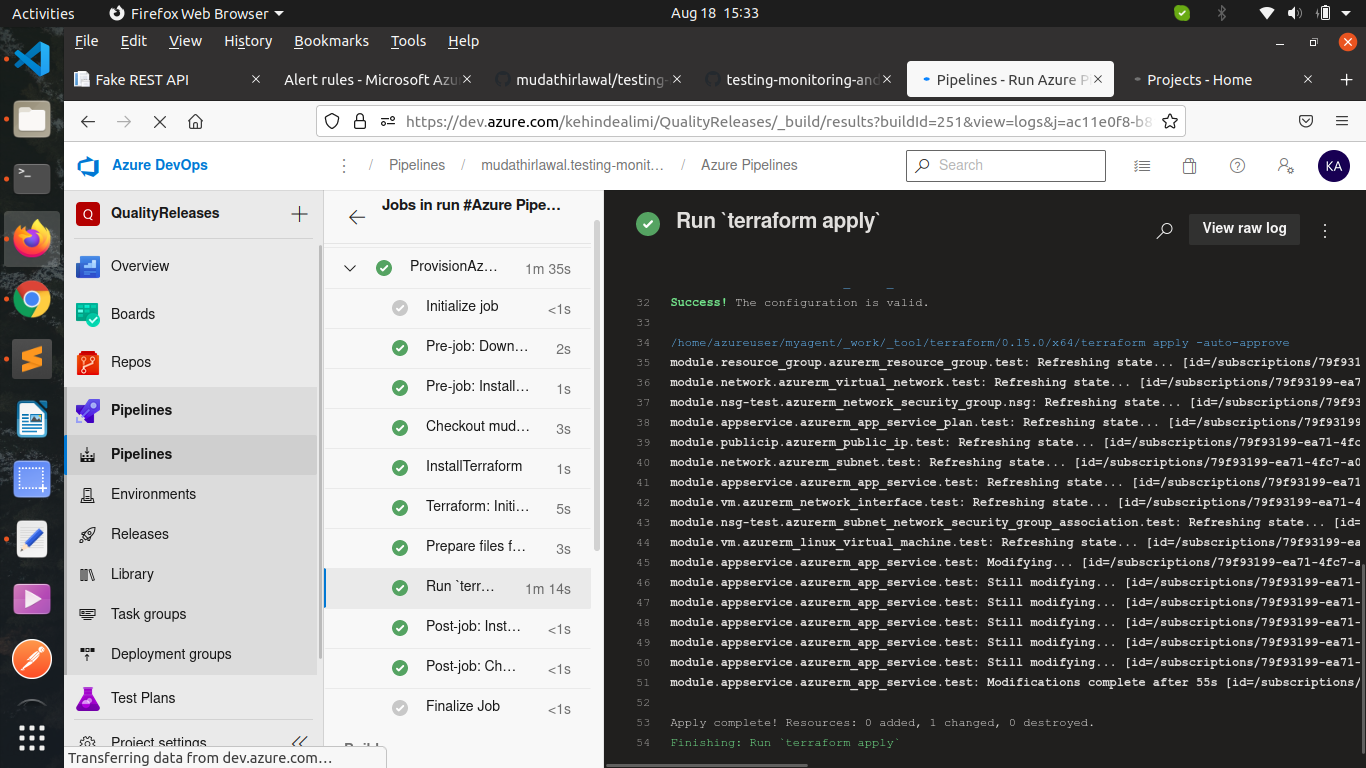 Activities
Firefox Web Browser
Aug 18 15:33
File Edit View History Bookmarks Tools Help
Fake REST API
Alert rules - Microsoft Azu
mudathirlawal/testing-
testing-monitoring-and
Pipelines - Run Azure P
Projects - Home
https://dev.azure.com/kehindealimi/QualityReleases/_build/results?buildId=251&view=logs&j=ac11e0f8-b8
Azure DevOps
/ Pipelines / mudathirlawal.testing-monit... / Azure Pipelines
Search
KA
Q QualityReleases
Overview
Boards
Repos
Pipelines
Pipelines
Environments
Releases
Library
Task groups
Deployment groups
Test Plans
Project settings
Transferring data from dev.azure.com…
Jobs in run #Azure Pipe...
ProvisionAz... 1m 35s
Initialize job <1s
Pre-job: Down... 2s
Pre-job: Install... 1s
Checkout mud... 3s
InstallTerraform 1s
Terraform: Initi... 5s
Prepare files f... 3s
Run `terr... 1m 14s
Post-job: Inst... <1s
Post-job: Ch... <1s
Finalize Job <1s
Run `terraform apply`
View raw log
32 Success! The configuration is valid.
33
34 /home/azureuser/myagent/_work/_tool/terraform/0.15.0/x64/terraform apply -auto-approve
35 module.resource_group.azurerm_resource_group.test: Refreshing state... [id=/subscriptions/79f931
36 module.network.azurerm_virtual_network.test: Refreshing state... [id=/subscriptions/79f93199-ea7
37 module.nsg-test.azurerm_network_security_group.nsg: Refreshing state... [id=/subscriptions/79f93
38 module.appservice.azurerm_app_service_plan.test: Refreshing state... [id=/subscriptions/79f93199
39 module.publicip.azurerm_public_ip.test: Refreshing state... [id=/subscriptions/79f93199-ea71-4fc
40 module.network.azurerm_subnet.test: Refreshing state... [id=/subscriptions/79f93199-ea71-4fc7-a0
41 module.appservice.azurerm_app_service.test: Refreshing state... [id=/subscriptions/79f93199-ea71
42 module.vm.azurerm_network_interface.test: Refreshing state... [id=/subscriptions/79f93199-ea71-4
43 module.nsg-test.azurerm_subnet_network_security_group_association.test: Refreshing state... [id=
44 module.vm.azurerm_linux_virtual_machine.test: Refreshing state... [id=/subscriptions/79f93199-ea
45 module.appservice.azurerm_app_service.test: Modifying... [id=/subscriptions/79f93199-ea71-4fc7-a
46 module.appservice.azurerm_app_service.test: Still modifying... [id=/subscriptions/79f93199-ea71-
47 module.appservice.azurerm_app_service.test: Still modifying... [id=/subscriptions/79f93199-ea71-
48 module.appservice.azurerm_app_service.test: Still modifying... [id=/subscriptions/79f93199-ea71-
49 module.appservice.azurerm_app_service.test: Still modifying... [id=/subscriptions/79f93199-ea71-
50 module.appservice.azurerm_app_service.test: Still modifying... [id=/subscriptions/79f93199-ea71-
51 module.appservice.azurerm_app_service.test: Modifications complete after 55s [id=/subscriptions/
52
53 Apply complete! Resources: 0 added, 1 changed, 0 destroyed.
54 Finishing: Run `terraform apply`